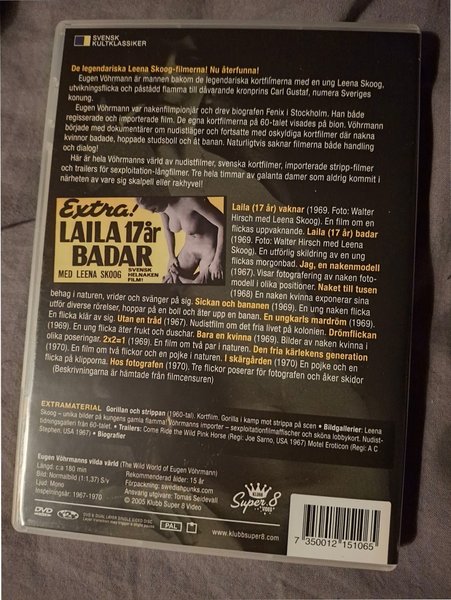 SVENSK
KULTKLASSIKER
De legendariska Leena Skoog-filmerna! Nu återfunna!
Eugen Vöhrmann är mannen bakom de legendariska kortfilmerna med en ung Leena Skoog,
utvikningsflicka och påstådd flamma till dåvarande kronprins Carl Gustaf, numera Sveriges
konung.
Eugen Vöhrmann var nakenfilmpionjär och drev biografen Fenix i Stockholm. Han både
regisserade och importerade film. De egna kortfilmerna på 60-talet visades på bion. Vöhrmann
började med dokumentärer om nudistläger och fortsatte med oskyldiga kortfilmer där nakna
kvinnor badade, hoppade studsboll och åt banan. Naturligtvis saknar filmerna både handling
och dialog!
Här är hela Vöhrmanns värld av nudistfilmer, svenska kortfilmer, importerade stripp-filmer
och trailers för sexploitation-långfilmer. Tre hela timmar av galanta damer som aldrig kommit i
närheten av vare sig skalpell eller rakhyvel!
Extra!
LAILA 17år
BADAR
MED LEENA SKOOG
SVENSK
HELNAKEN
FILM!
Laila (17 år) vaknar (1969. Foto: Walter
Hirsch med Leena Skoog). En film om en
flickas uppvaknande. Laila (17 år) badar
(1969. Foto: Walter Hirsch med Leena
Skoog). En utförlig skildring av en ung
flickas morgonbad. Jag, en nakenmodell
(1967). Visar fotografering av naken foto-
modell i olika positioner. Naket till tusen
(1968) En naken kvinna exponerar sina
behag i naturen, vrider och svänger på sig. Sickan och bananen (1969). En ung naken flicka
utför diverse rörelser, hoppar på en boll och äter upp en banan. En ungkarls mardröm (1969).
En flicka klär av sig. Utan en tråd (1967). Nudistfilm om det fria livet på kolonien. Drömflickan
(1969). En ung flicka äter frukt och duschar. Bara en kvinna (1969). Bilder av naken kvinna i
olika poseringar. 2x2=1 (1969). En film om två par i naturen. Den fria kärlekens generation
(1970). En film om två flickor och en pojke i naturen. I skärgården (1970) En pojke och en
flicka på klipporna. Hos fotografen (1970). Tre flickor poserar för fotografen och åker skidor
(Beskrivningarna är hämtade från filmcensuren)
EXTRAMATERIAL Gorillan och strippan (1960-tal). Kortfilm. Gorilla i kamp mot strippa på scen • Bildgallerier: Leena
Skoog – unika bilder på kungens gamla flamma! Vöhrmanns importer – sexploitationfilmaffischer och sköna lobbykort. Nudist-
tidningsgalleri från 60-talet. • Trailers: Come Ride the Wild Pink Horse (Regi: Joe Sarno, USA 1967) Motel Eroticon (Regi: A C
Stephen, USA 1967) • Biografier
Eugen Vöhrmanns vilda värld (The Wild World of Eugen Vöhrmann)
Längd: c:a 180 min
Bild: Normalbild (1:1,37) S/v
Ljud: Mono
Inspelningsår: 1967-1970
Rekommenderad ålder: 15 år
Förpackning: swedishpunks.com
Ansvarig utgivare: Tomas Seidevall
© 2005 Klubb Super 8 Video
KLUBB
Super 8
VIDEO
www.klubbsuper8.com
DVD
VIDEO
DVD 9 DUAL LAYER SINGLE SIDED DISC
Layer transition may trigger a slight pause
PAL
7 350012 151065